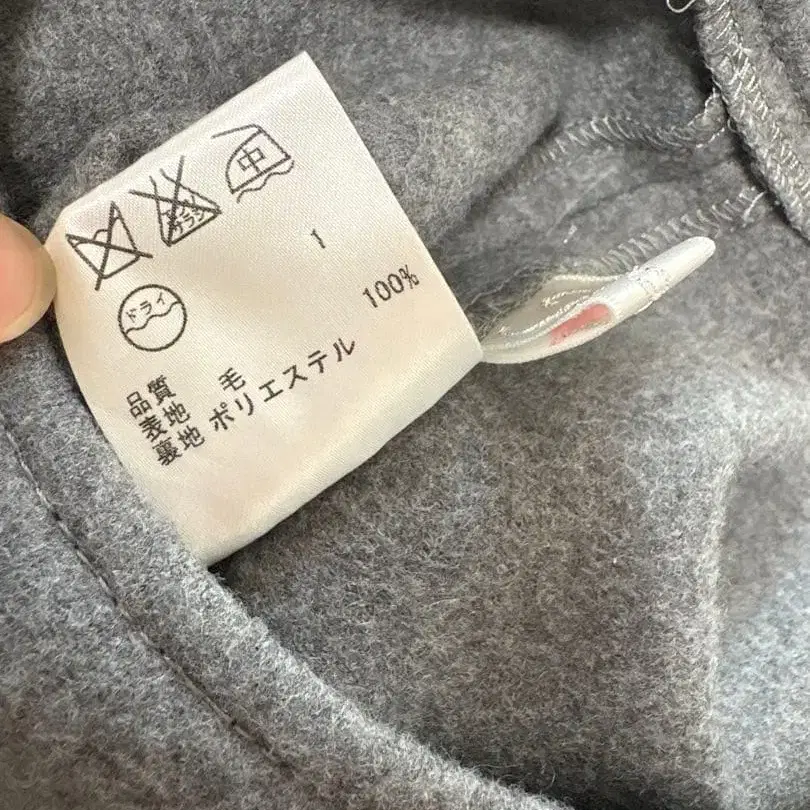 中
ドライ
1
品質
表地 毛 100%
裏地 ポリエステル